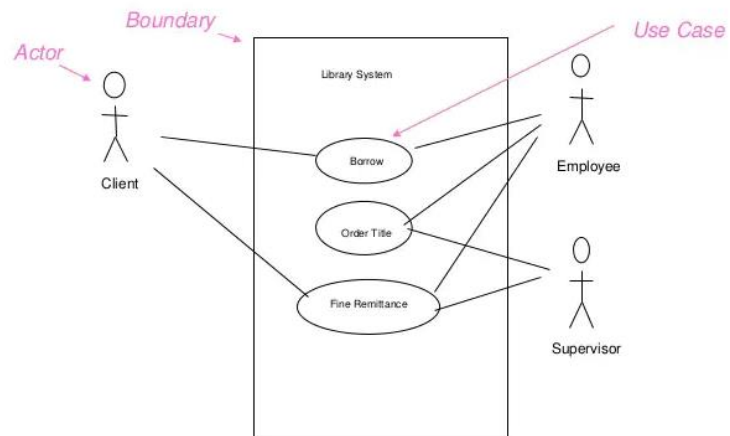 Boundary
Use Case
Actor
Library System
Client
Borrow
Employee
Order Title
Fine Remittance
Supervisor